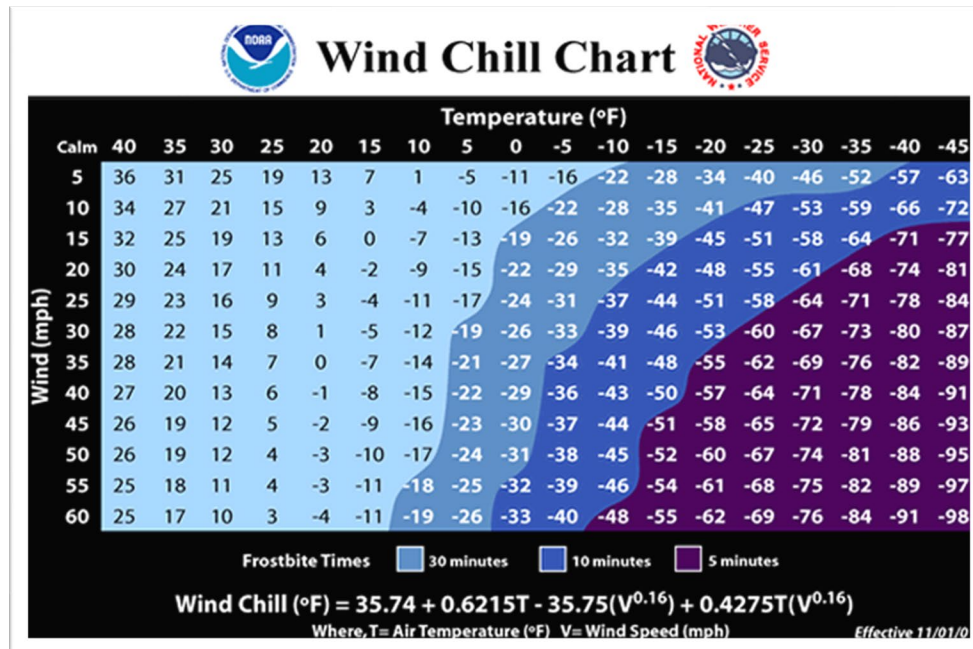 NOAA
Wind Chill Chart
NATIONAL WEATHER SERVICE
Temperature (ºF)
Calm 40 35 30 25 20 15 10 5 0 -5 -10 -15 -20 -25 -30 -35 -40 -45
5 36 31 25 19 13 7 1 -5 -11 -16 -22 -28 -34 -40 -46 -52 -57 -63
10 34 27 21 15 9 3 -4 -10 -16 -22 -28 -35 -41 -47 -53 -59 -66 -72
15 32 25 19 13 6 0 -7 -13 -19 -26 -32 -39 -45 -51 -58 -64 -71 -77
20 30 24 17 11 4 -2 -9 -15 -22 -29 -35 -42 -48 -55 -61 -68 -74 -81
25 29 23 16 9 3 -4 -11 -17 -24 -31 -37 -44 -51 -58 -64 -71 -78 -84
30 28 22 15 8 1 -5 -12 -19 -26 -33 -39 -46 -53 -60 -67 -73 -80 -87
35 28 21 14 7 0 -7 -14 -21 -27 -34 -41 -48 -55 -62 -69 -76 -82 -89
40 27 20 13 6 -1 -8 -15 -22 -29 -36 -43 -50 -57 -64 -71 -78 -84 -91
45 26 19 12 5 -2 -9 -16 -23 -30 -37 -44 -51 -58 -65 -72 -79 -86 -93
50 26 19 12 4 -3 -10 -17 -24 -31 -38 -45 -52 -60 -67 -74 -81 -88 -95
55 25 18 11 4 -3 -11 -18 -25 -32 -39 -46 -54 -61 -68 -75 -82 -89 -97
60 25 17 10 3 -4 -11 -19 -26 -33 -40 -48 -55 -62 -69 -76 -84 -91 -98
Wind (mph)
Frostbite Times 30 minutes 10 minutes 5 minutes
Wind Chill (ºF) = 35.74 + 0.6215T - 35.75(V^0.16) + 0.4275T(V^0.16)
Where, T= Air Temperature (ºF) V= Wind Speed (mph)
Effective 11/01/0